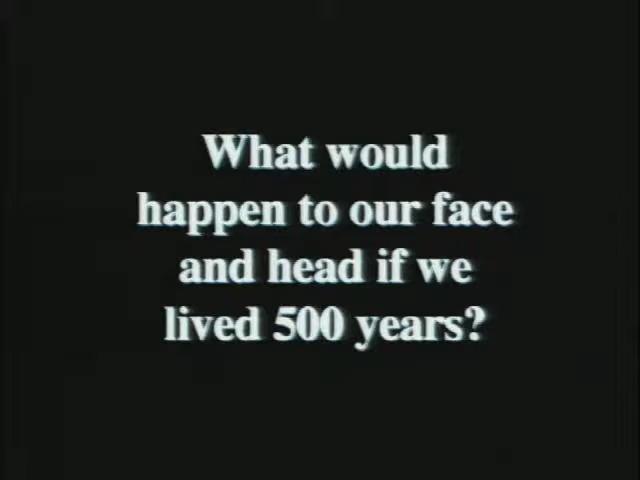 What would
happen to our face
and head if we
lived 500 years?